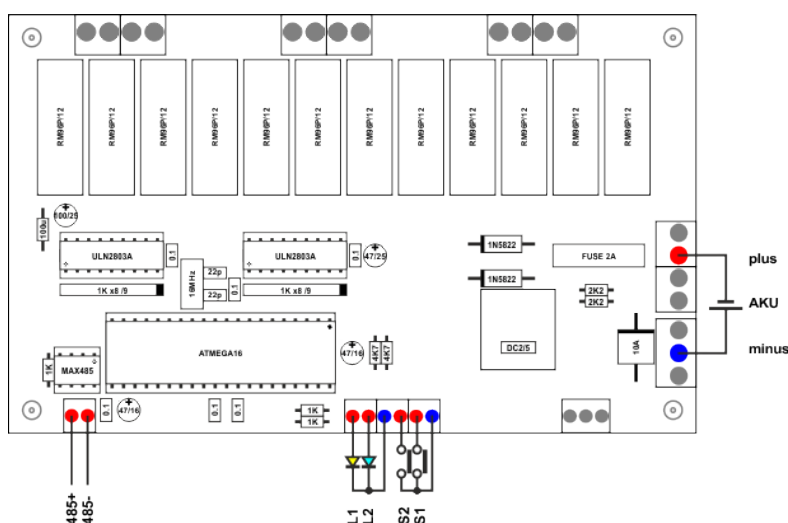 RM96P/12
RM96P/12
RM96P/12
RM96P/12
RM96P/12
RM96P/12
RM96P/12
RM96P/12
RM96P/12
RM96P/12
RM96P/12
RM96P/12
100/25
100u
ULN2803A
0.1
ULN2803A
0.1
47/25
1N5822
FUSE 2A
plus
16MHz
22p
22p
0.1
1K x8 /9
1K x8 /9
1N5822
2K2
2K2
AKU
DC2/5
10A
minus
ATMEGA16
47/16
4K7
4K7
1K
MAX485
0.1
47/16
0.1
0.1
1K
1K
485+
485-
L1
L2
S2
S1